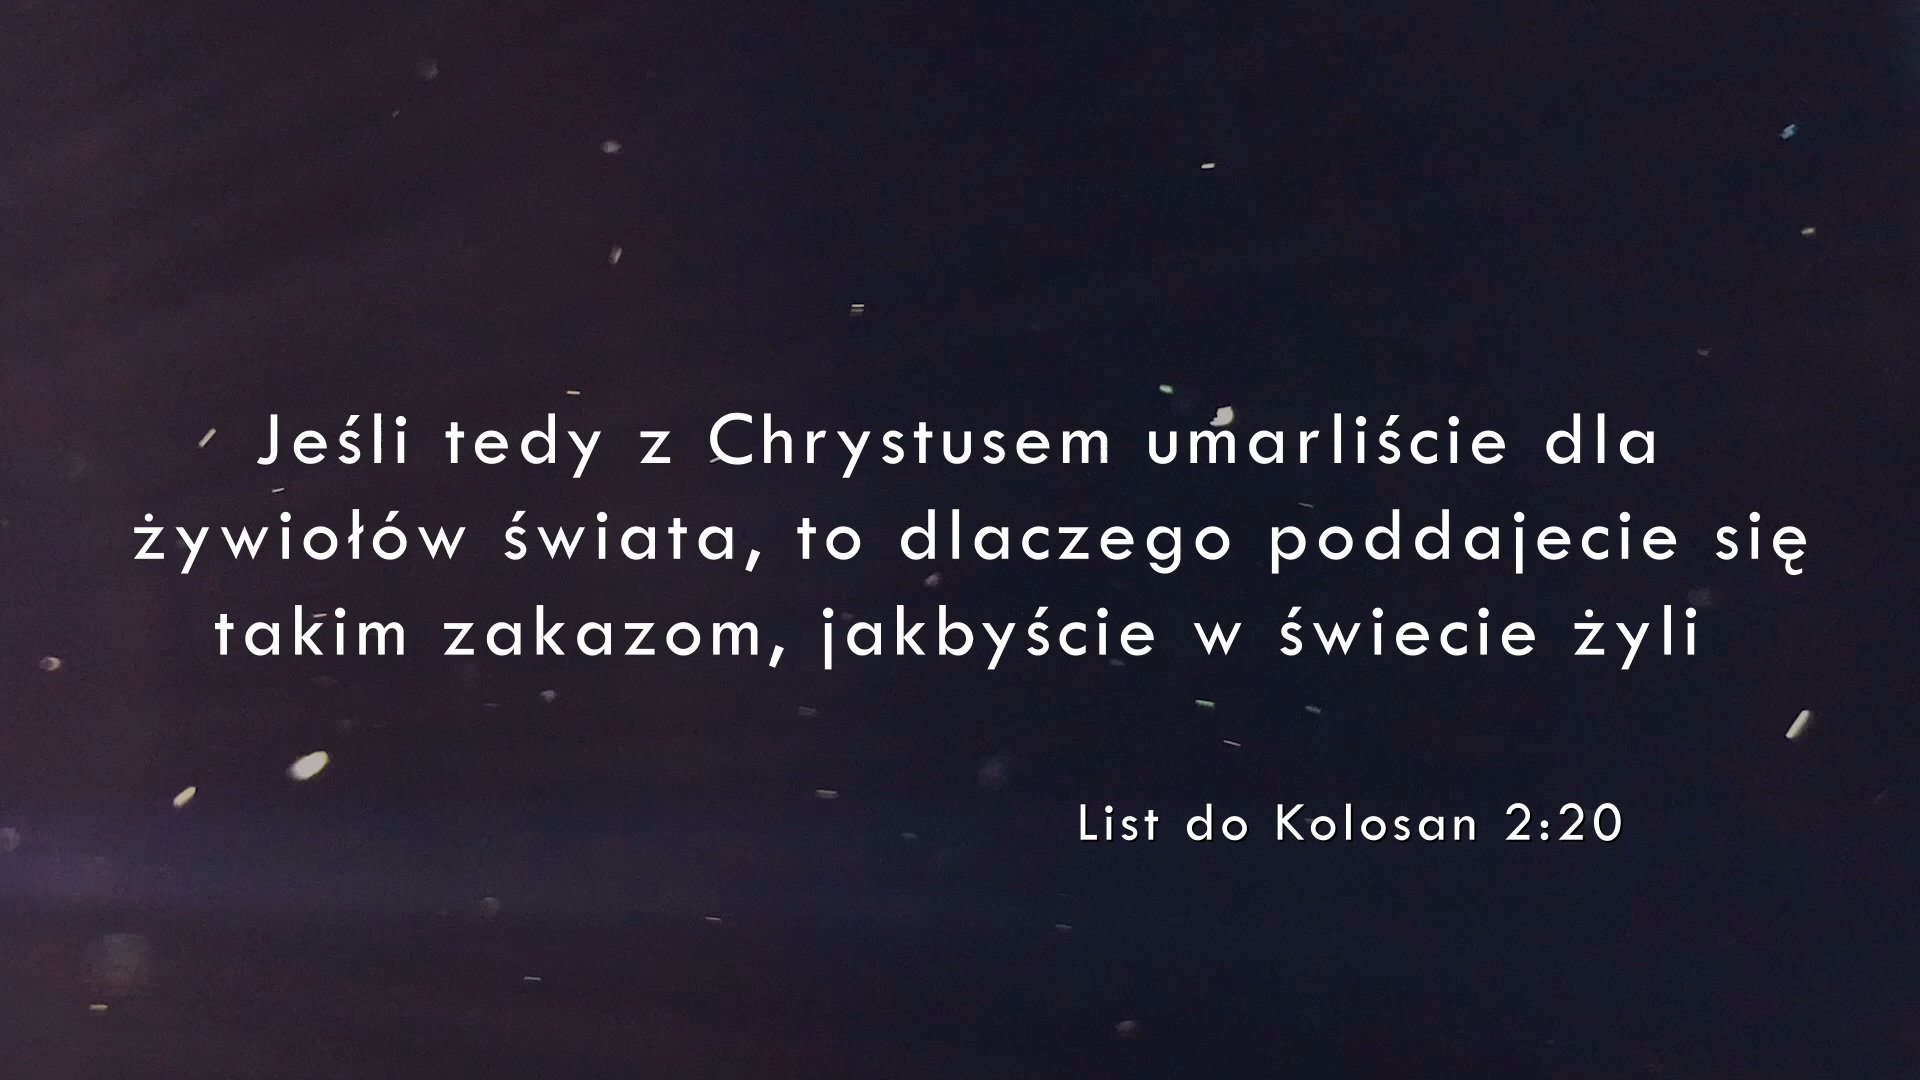 Jeśli tedy z Chrystusem umarliście dla
żywiołów świata, to dlaczego poddajecie się
takim zakazom, jakbyście w świecie żyli
List do Kolosan 2:20